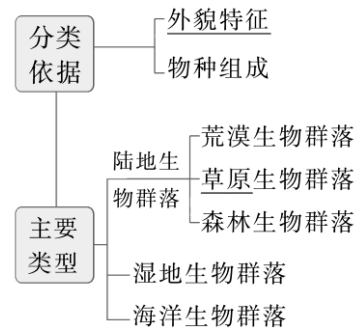 分类
依据
外貌特征
物种组成
主要
类型
陆地生
物群落
荒漠生物群落
草原生物群落
森林生物群落
湿地生物群落
海洋生物群落